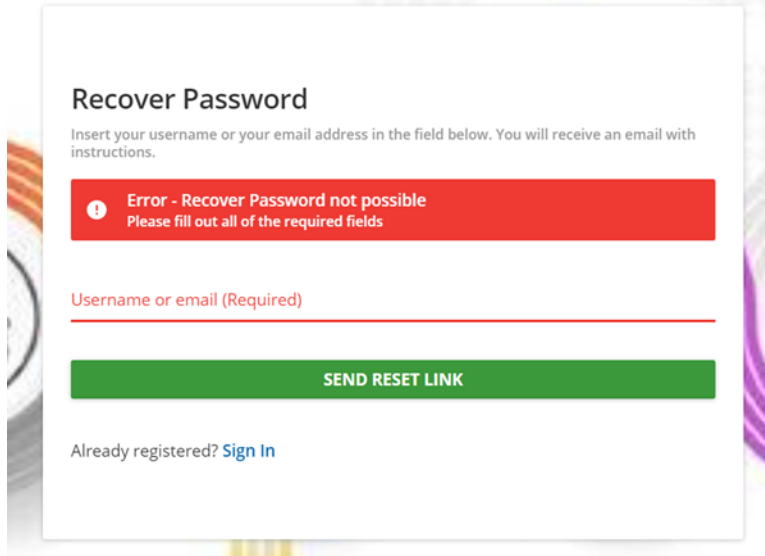 Recover Password
Insert your username or your email address in the field below. You will receive an email with
instructions.
Error - Recover Password not possible
Please fill out all of the required fields
Username or email (Required)
SEND RESET LINK
Already registered? Sign In